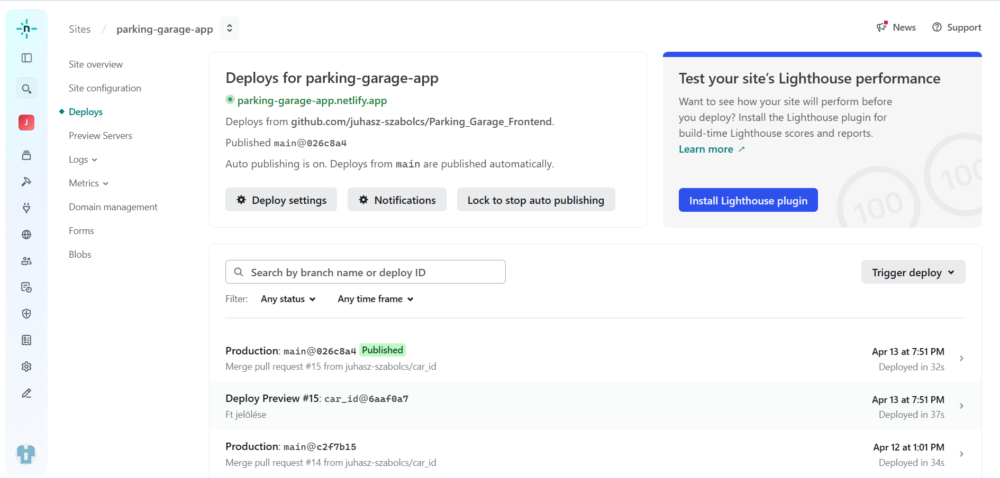 Sites / parking-garage-app
News
Support
J
Site overview
Site configuration
Deploys
Preview Servers
Logs
Metrics
Domain management
Forms
Blobs
Deploys for parking-garage-app
parking-garage-app.netlify.app
Deploys from github.com/juhasz-szabolcs/Parking_Garage_Frontend.
Published main@026c8a4
Auto publishing is on. Deploys from main are published automatically.
Deploy settings
Notifications
Lock to stop auto publishing
Test your site’s Lighthouse performance
Want to see how your site will perform before
you deploy? Install the Lighthouse plugin for
build-time Lighthouse scores and reports.
Learn more
Install Lighthouse plugin
100
100
Search by branch name or deploy ID
Trigger deploy
Filter: Any status Any time frame
Production: main@026c8a4 Published
Merge pull request #15 from juhasz-szabolcs/car_id
Apr 13 at 7:51 PM
Deployed in 32s
Deploy Preview #15: car_id@6aaf0a7
Ft jelölése
Apr 13 at 7:51 PM
Deployed in 37s
Production: main@c2f7b15
Merge pull request #14 from juhasz-szabolcs/car_id
Apr 12 at 1:01 PM
Deployed in 34s